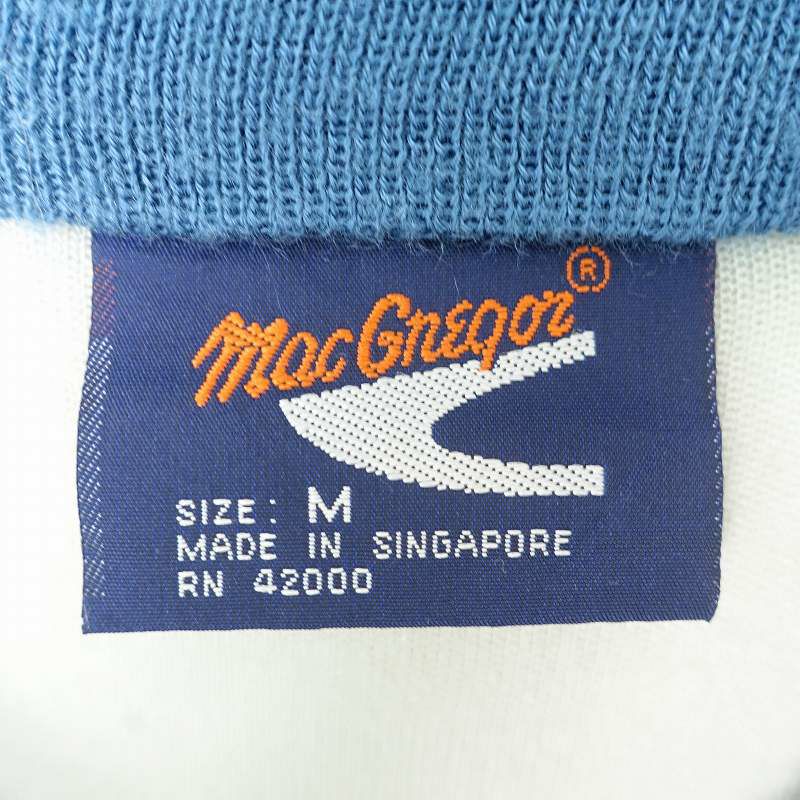 MacGregor®
SIZE: M
MADE IN SINGAPORE
RN 42000